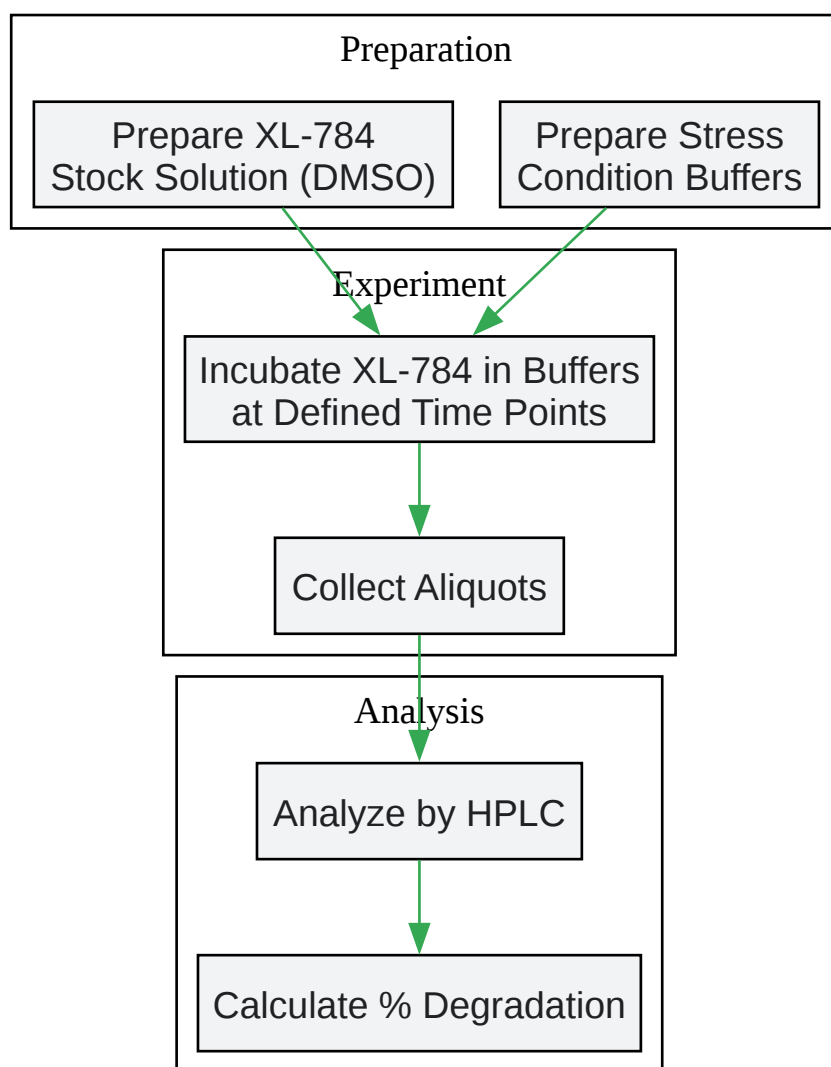 Preparation
Prepare XL-784
Stock Solution (DMSO)
Prepare Stress
Condition Buffers
Experiment
Incubate XL-784 in Buffers
at Defined Time Points
Collect Aliquots
Analysis
Analyze by HPLC
Calculate % Degradation